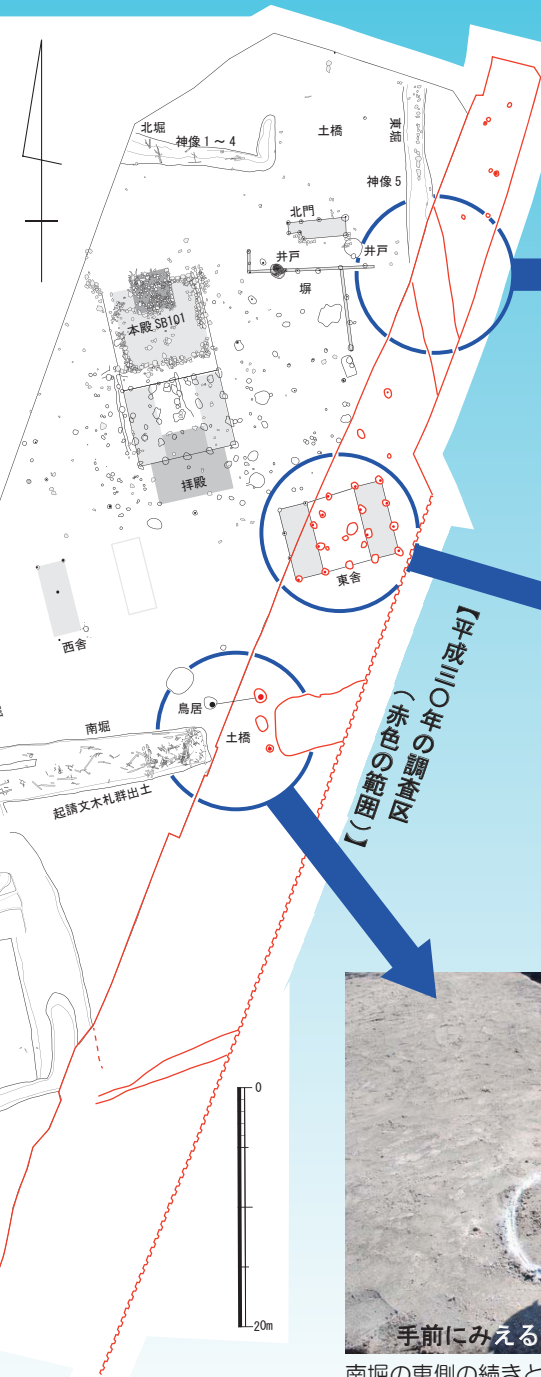 北堀
神像1～4
土橋
東堀
神像5
北門
井戸
井戸
塀
本殿 SB101
拝殿
東舎
西舎
【平成三〇年の調査区
（赤色の範囲）】
鳥居
土橋
南堀
起請文木札群出土
0
20m
手前にみえる
南堀の東側の続きと